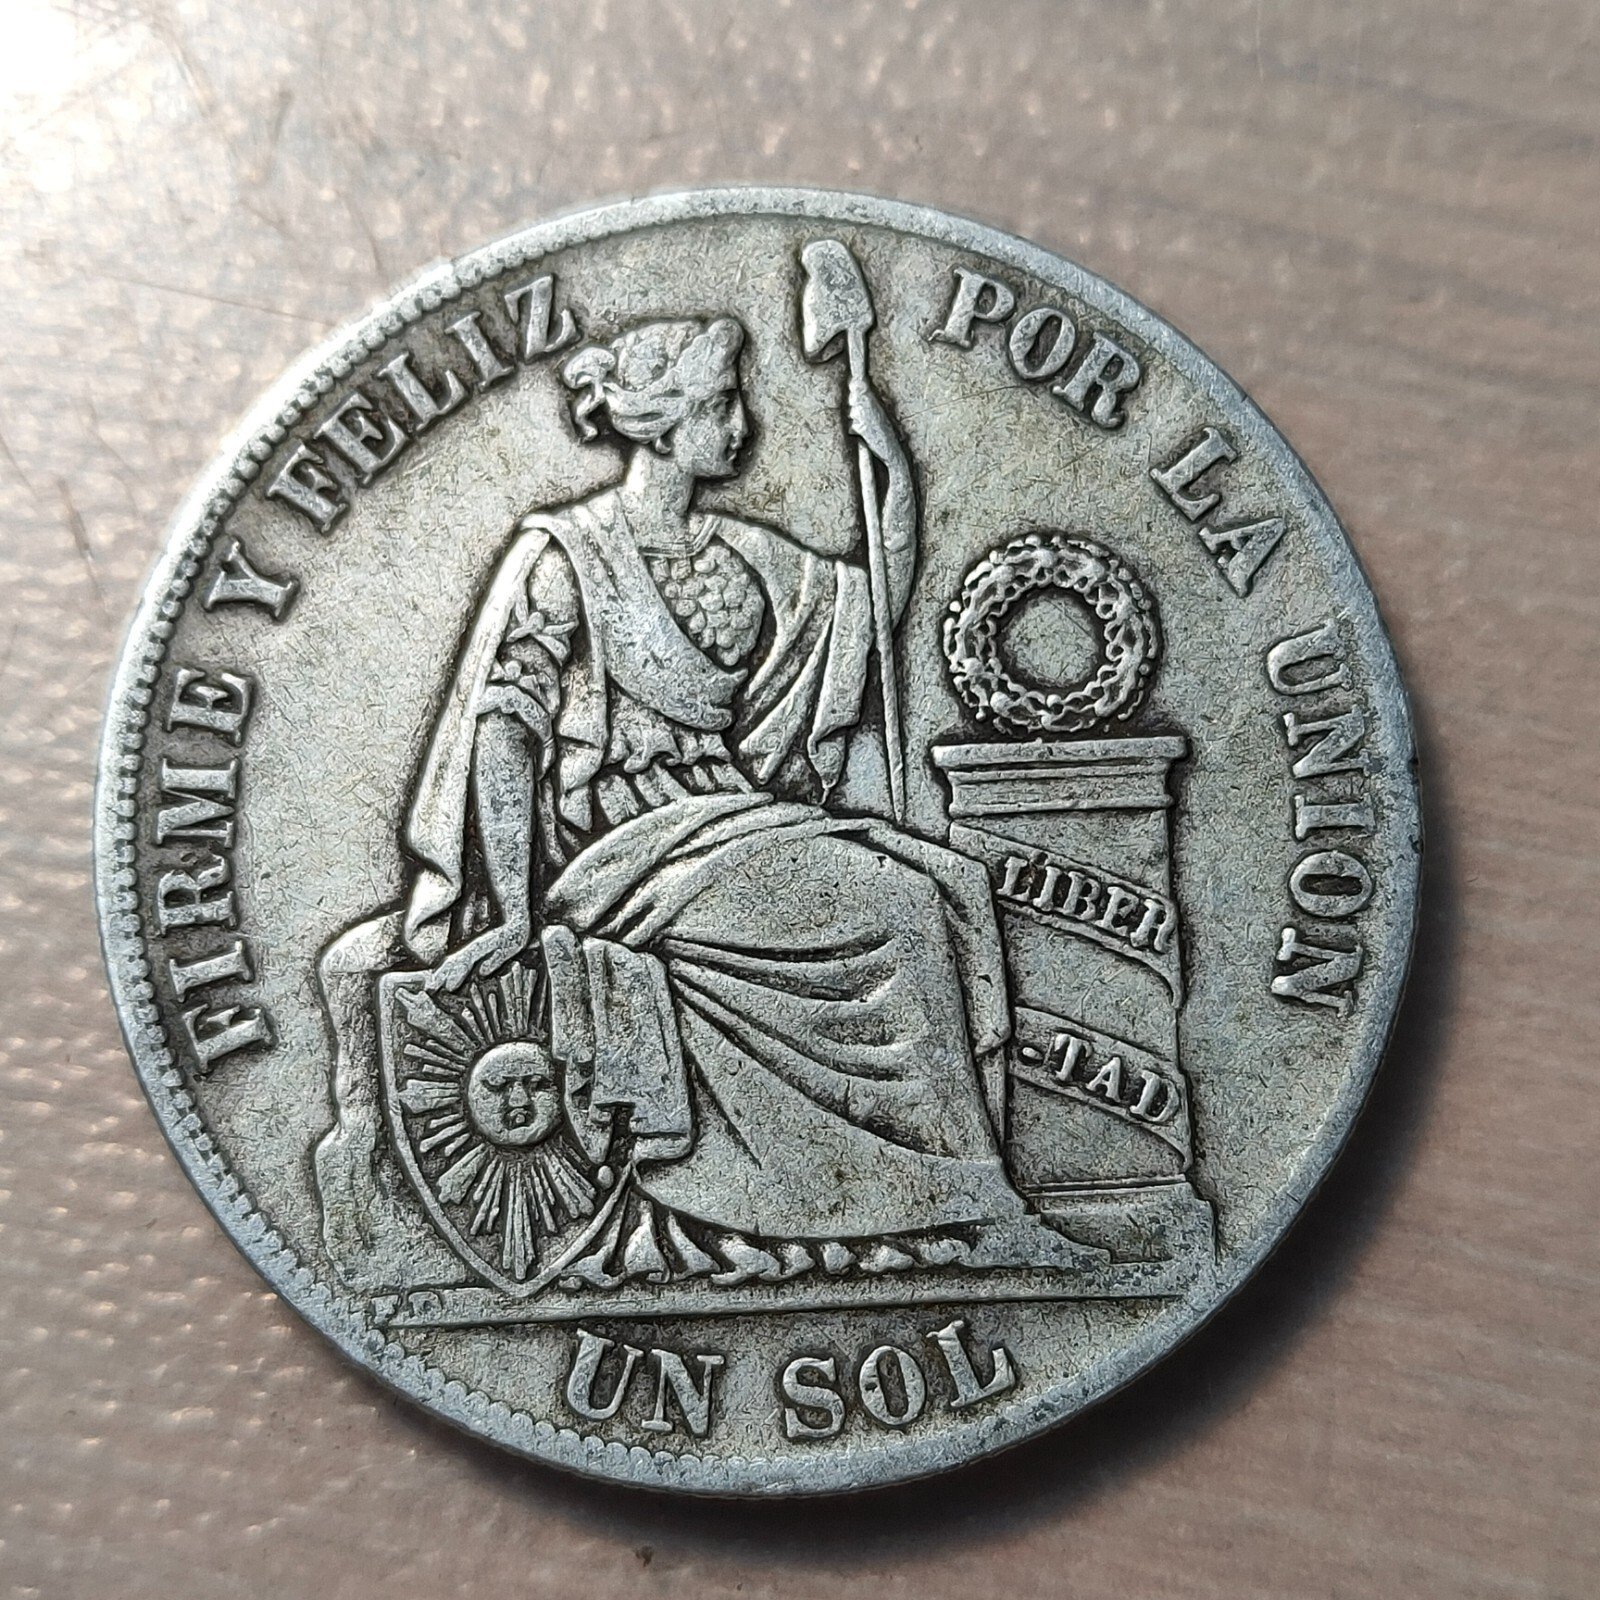 FIRME Y FELIZ POR LA UNION
LIBER
-TAD
UN SOL